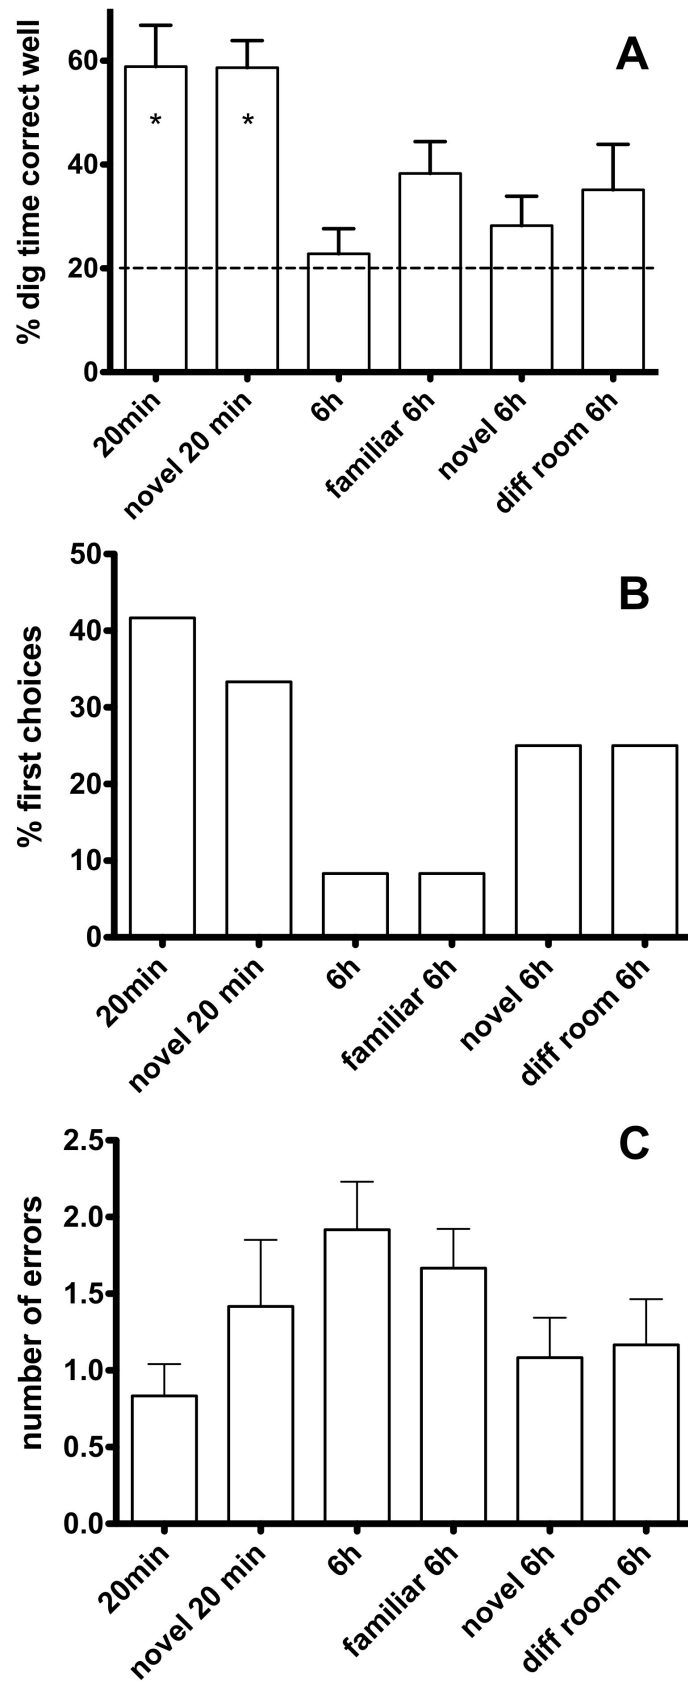 A
% dig time correct well
60
40
20
0
*
*
20min
novel 20 min
6h
familiar 6h
novel 6h
diff room 6h
B
% first choices
50
40
30
20
10
0
20min
novel 20 min
6h
familiar 6h
novel 6h
diff room 6h
C
number of errors
2.5
2.0
1.5
1.0
0.5
0.0
20min
novel 20 min
6h
familiar 6h
novel 6h
diff room 6h